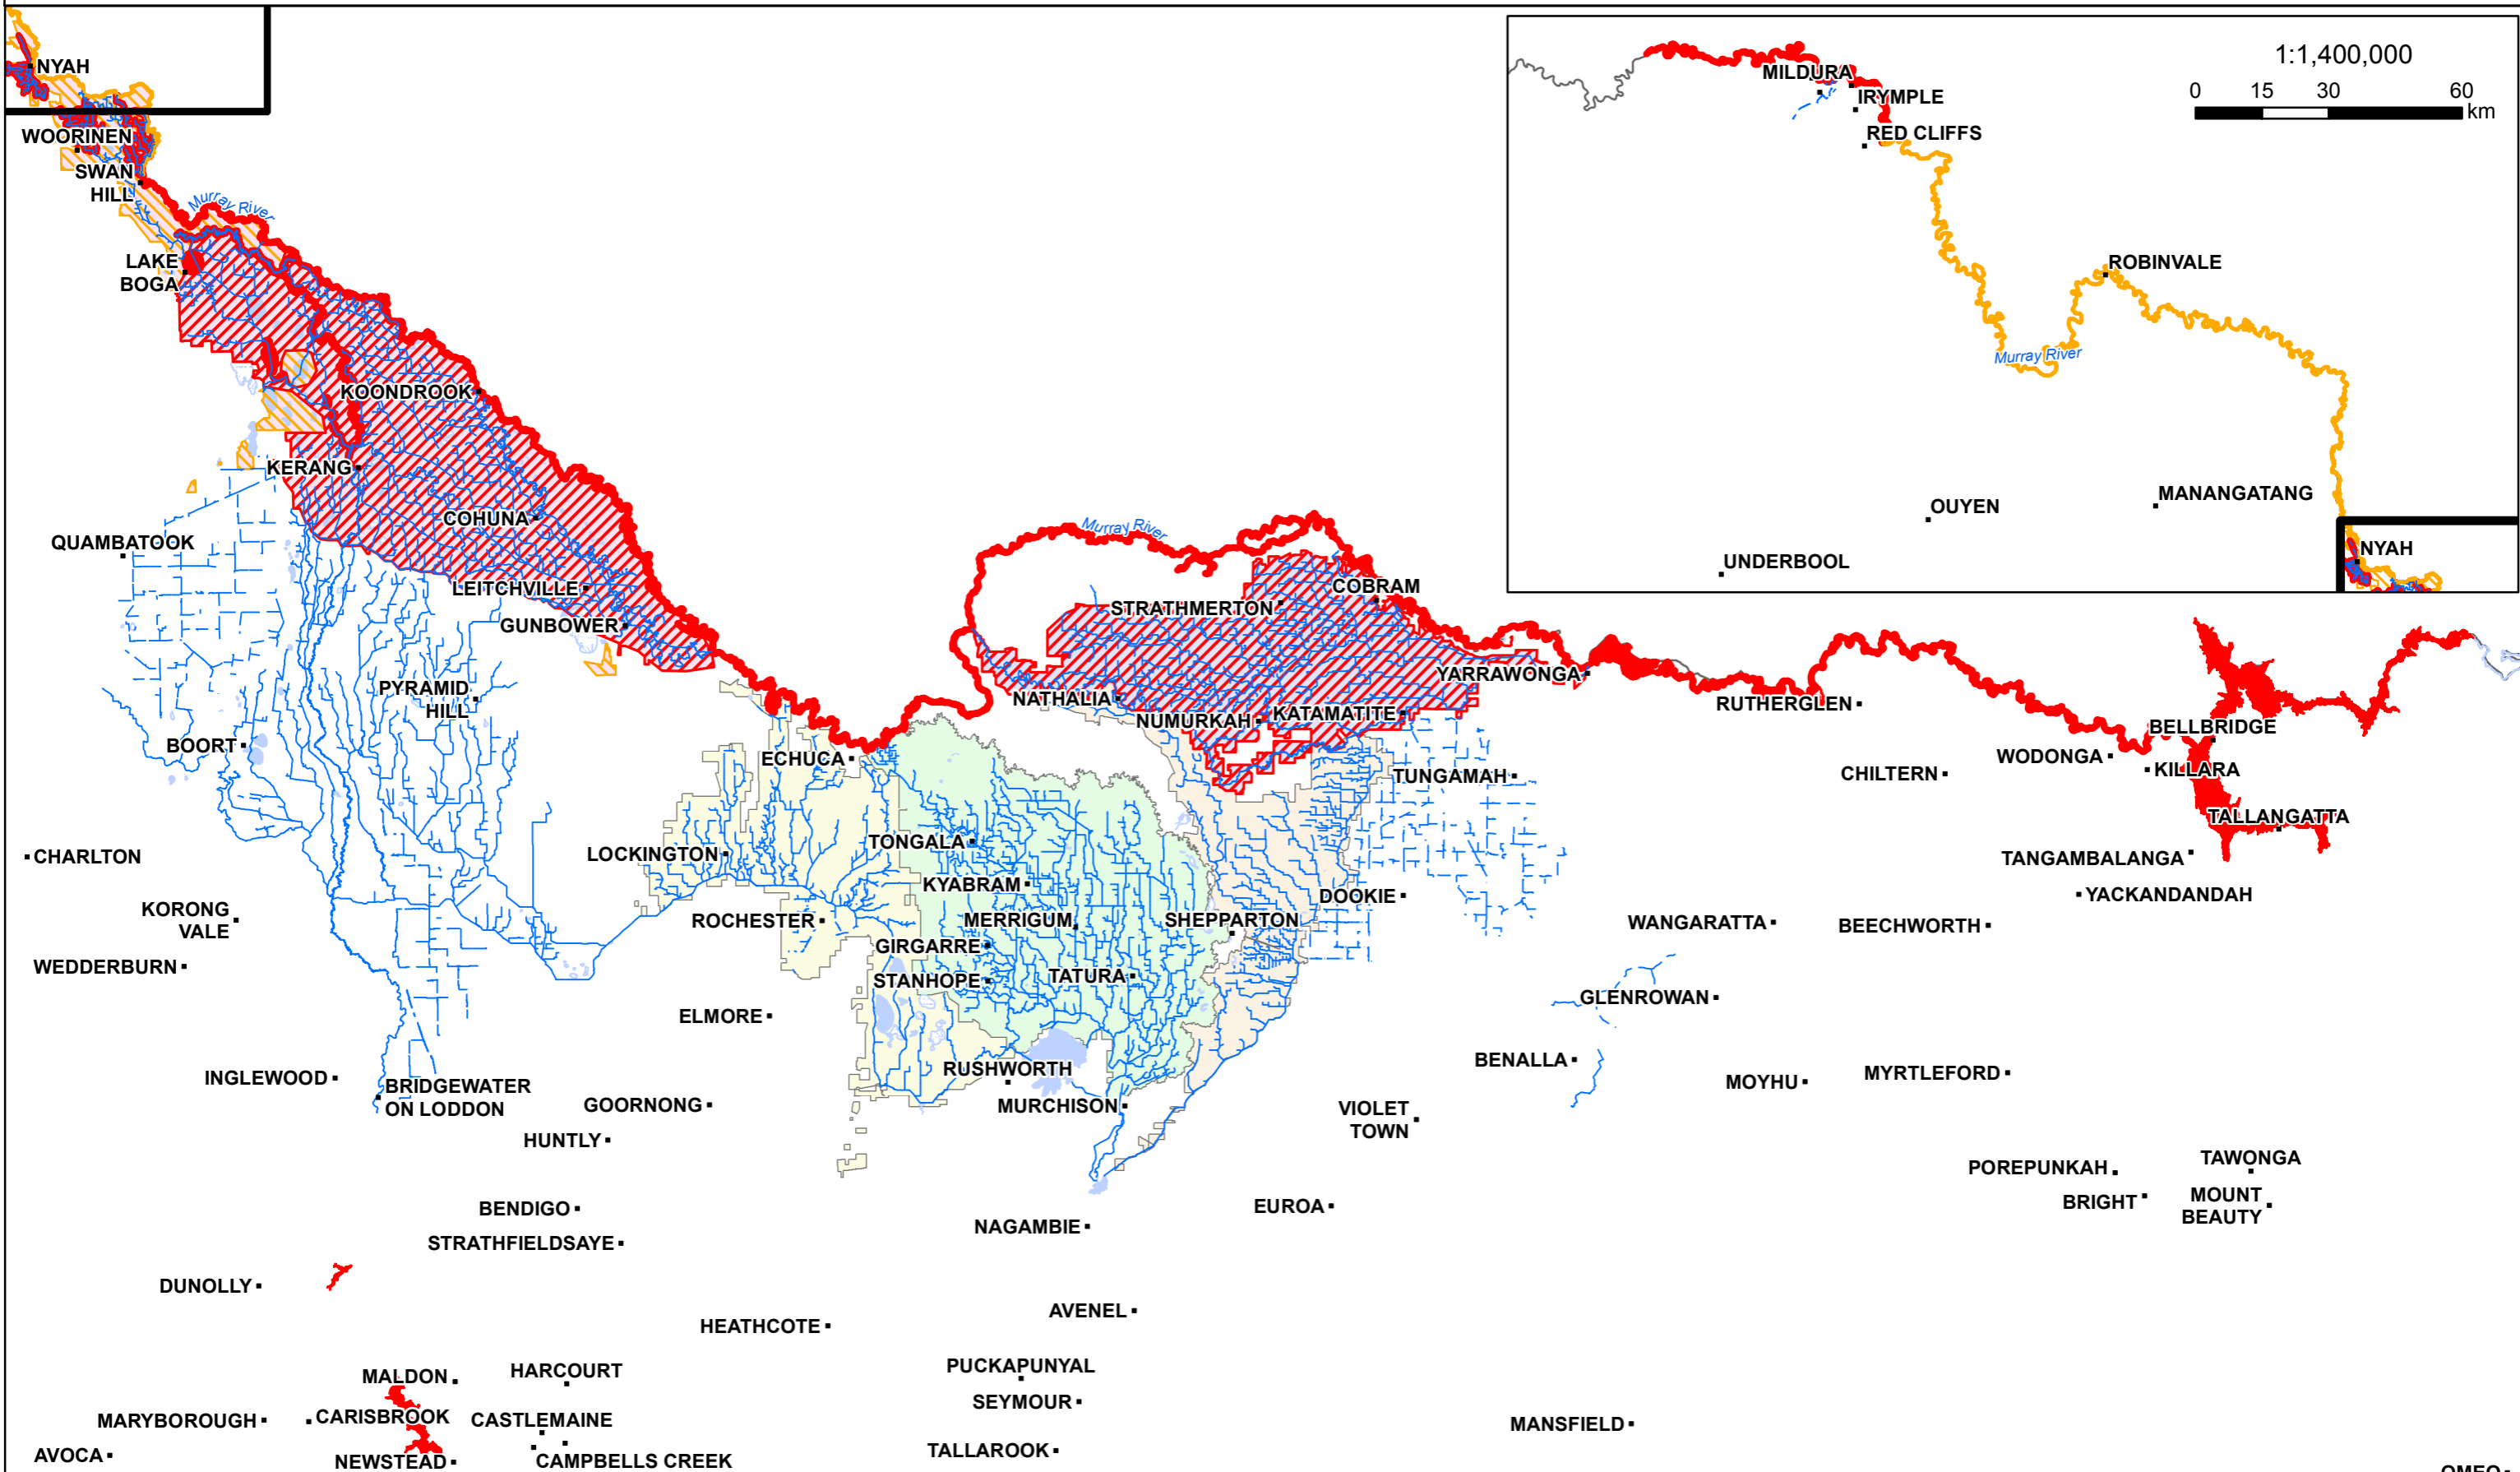 NYAH
WOORINEN
SWAN
HILL
Murray River
LAKE
BOGA
KOONDROOK
KERANG
COHUNA
QUAMBATOOK
LEITCHVILLE
GUNBOWER
PYRAMID
HILL
BOORT
1:1,400,000
0 15 30 60
km
MILDURA
IRYMPLE
RED CLIFFS
ROBINVALE
Murray River
OUYEN
MANANGATANG
UNDERBOOL
NYAH
Murray River
COBRAM
STRATHMERTON
YARRAWONGA
NATHALIA
NUMURKAH
KATAMATITE
RUTHERGLEN
BELLBRIDGE
WODONGA
KILLARA
CHILTERN
TALLANGATTA
TANGAMBALANGA
YACKANDANDAH
ECHUCA
TUNGAMAH
CHARLTON
LOCKINGTON
TONGALA
KYABRAM
DOOKIE
KORONG
VALE
ROCHESTER
MERRIGUM
SHEPPARTON
WANGARATTA
BEECHWORTH
GIRGARRE
WEDDERBURN
STANHOPE
TATURA
GLENROWAN
ELMORE
BENALLA
INGLEWOOD
BRIDGEWATER
ON LODDON
RUSHWORTH
MOYHU
MYRTLEFORD
GOORNONG
MURCHISON
VIOLET
TOWN
HUNTLY
POREPUNKAH
TAWONGA
BRIGHT
MOUNT
BEAUTY
BENDIGO
EUROA
NAGAMBIE
STRATHFIELDSAYE
DUNOLLY
AVENEL
HEATHCOTE
PUCKAPUNYAL
MALDON
HARCOURT
SEYMOUR
MARYBOROUGH
CARISBROOK
CASTLEMAINE
MANSFIELD
AVOCA
NEWSTEAD
CAMPBELLS CREEK
TALLAROOK
OMEO